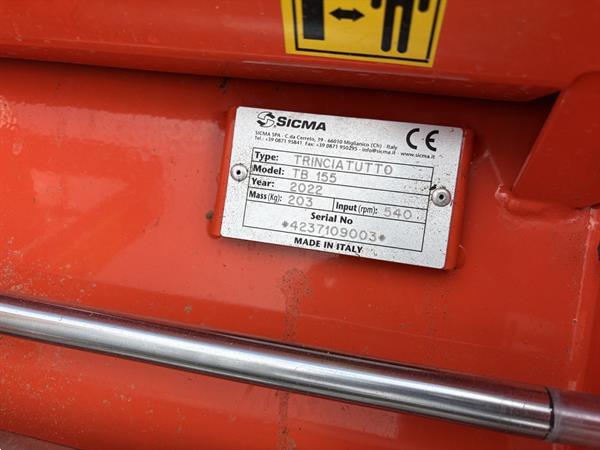 SICMA
SICMA SPA - C.da Cerreto, 39 - 66010 Miglianico (Ch) - Italy
Tel.: +39 0871 95841. Fax: +39 0871 950295 - info@sicma.it - www.sicma.it
CE
Type: TRINCIATUTTO
Model: TB 155
Year: 2022
Mass (Kg): 203 Input (rpm): 540
Serial No
*4237109003*
MADE IN ITALY